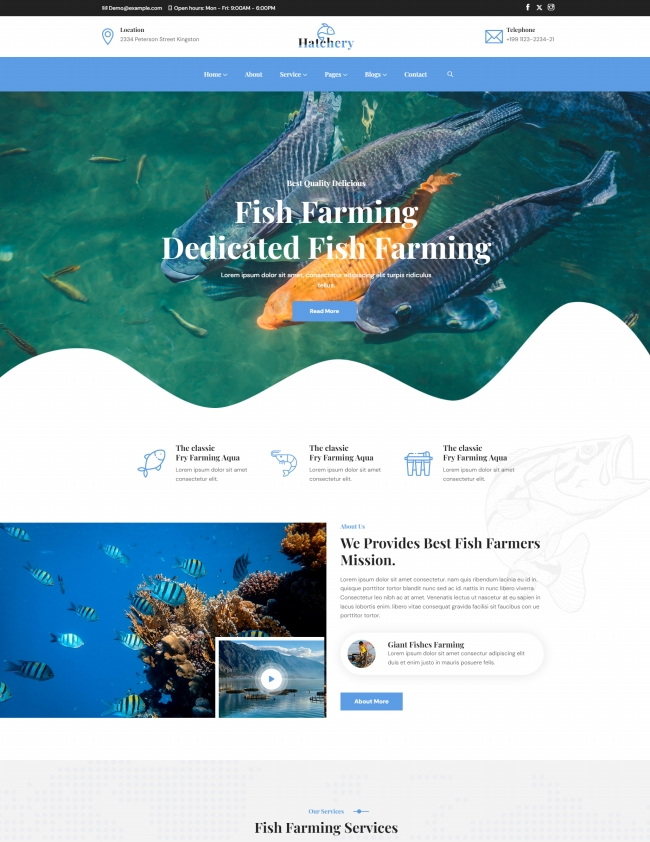 Demo@example.com Open hours: Mon - Fri: 9:00AM - 6:00PM
Location
2334 Peterson Street Kingston
Hatchery
Telephone
+199 923-2234-21
Home About Service Pages Blogs Contact
Best Quality Delicious
Fish Farming
Dedicated Fish Farming
Lorem ipsum dolor sit amet, consectetur adipiscing elit turpis ridiculus
tellus.
Read More
The classic
Fry Farming Aqua
Lorem ipsum dolor sit amet
consectetur elit.
The classic
Fry Farming Aqua
Lorem ipsum dolor sit amet
consectetur elit.
The classic
Fry Farming Aqua
Lorem ipsum dolor sit amet
consectetur elit.
About Us
We Provides Best Fish Farmers
Mission.
Lorem ipsum dolor sit amet consectetur. nam quis ribendum lacinia eu id in.
quis rhoncus tortor tristique bibendum sed ac id. mattis in nunc libero viverra.
Consectetur leo nibh ac at amet. Venenatis lectus ut nascetur at eu sapien in
lacus lobortis enim. libero vitae consequat gravida facilisi sit faucibus con ue
porttitor tortor.
Giant Fishes Farming
Lorem ipsum dolor sit amet consectur adipiscing elit
duis et enim justo in mauris posuere felis.
About More
Our Services
Fish Farming Services